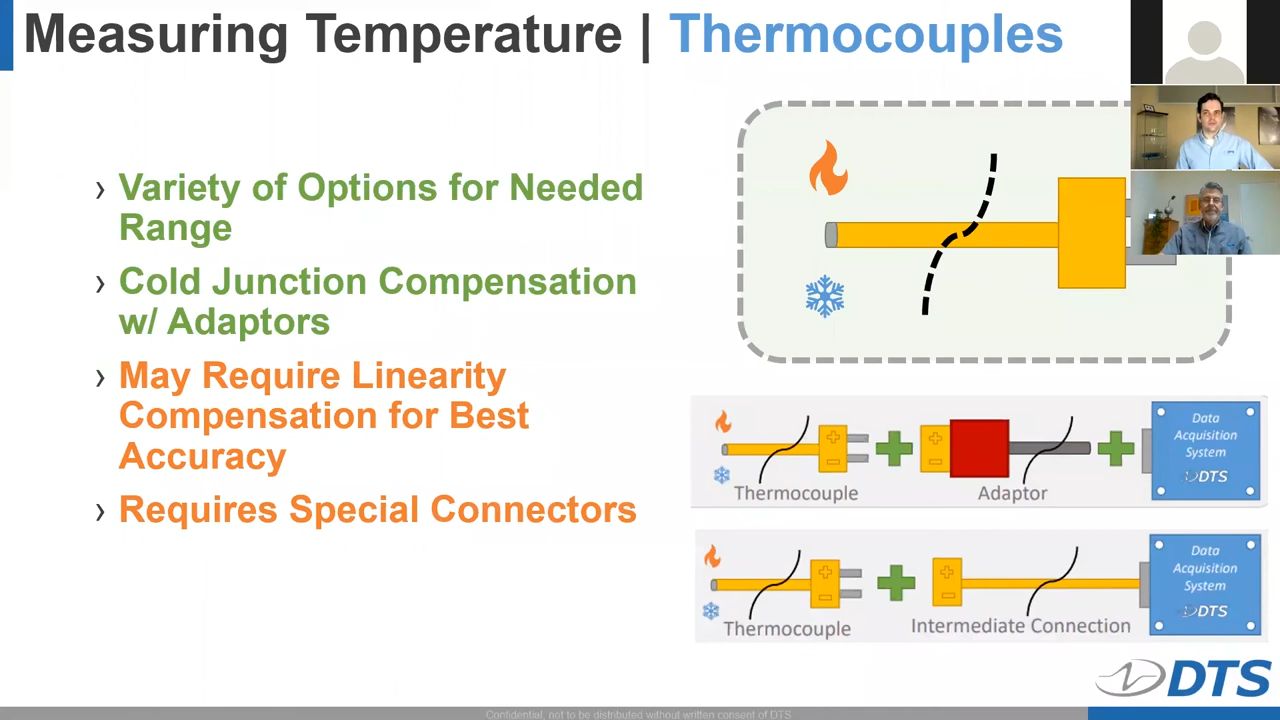 Measuring Temperature | Thermocouples
› Variety of Options for Needed
Range
› Cold Junction Compensation
w/ Adaptors
› May Require Linearity
Compensation for Best
Accuracy
› Requires Special Connectors
Thermocouple
Adaptor
Data
Acquisition
System
DTS
Thermocouple
Intermediate Connection
Data
Acquisition
System
DTS
DTS
Confidential, not to be distributed without written consent of DTS